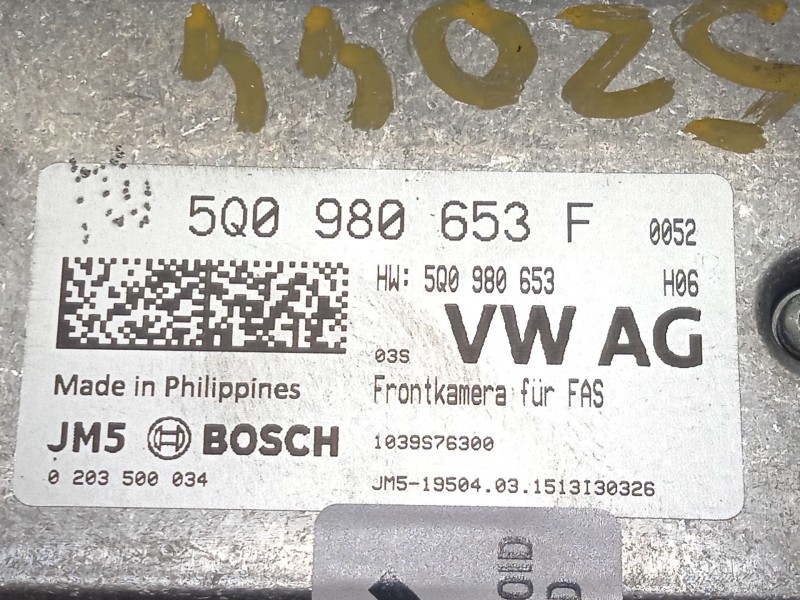 5Q0 980 653 F 0052
HW: 5Q0 980 653 H06
03S VW AG
Made in Philippines Frontkamera für FAS
JM5 BOSCH 1039S76300
0 203 500 034 JM5-19504.03.1513I30326
OID